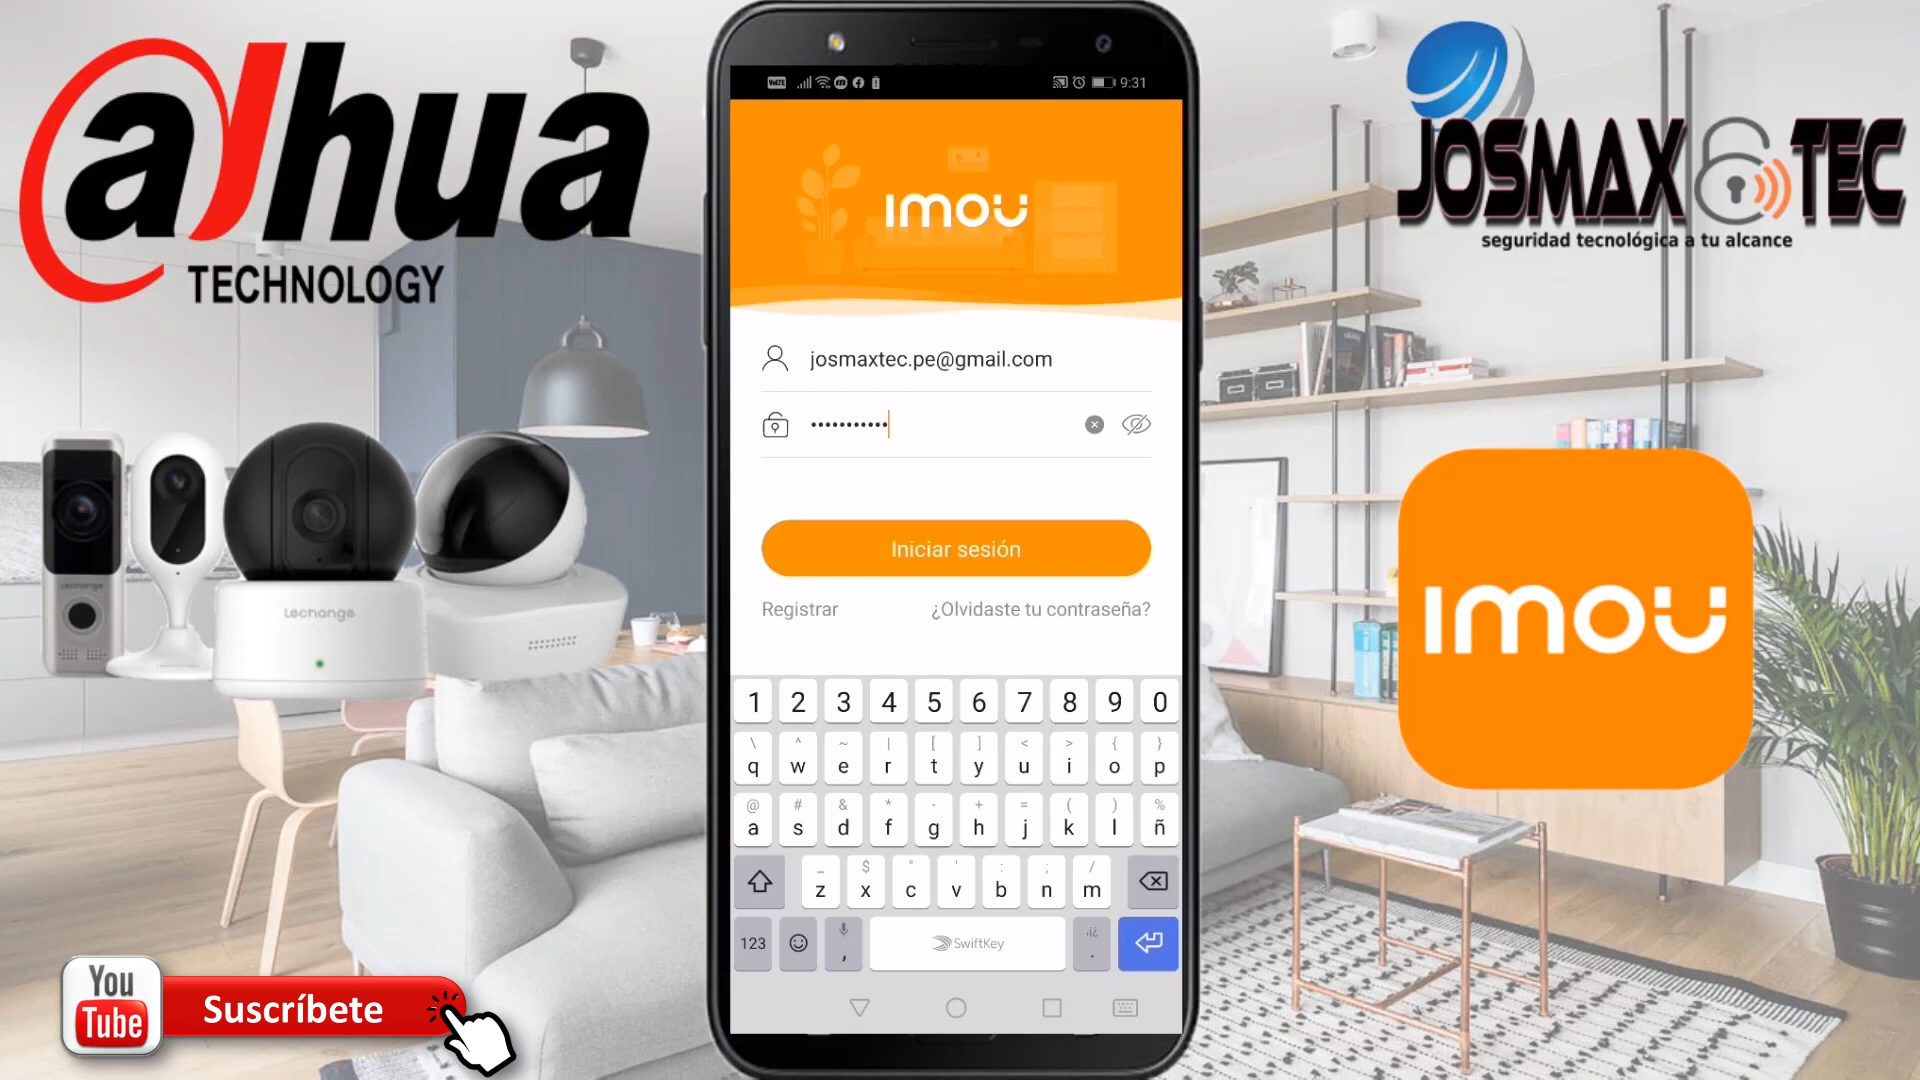 alhua
TECHNOLOGY
JOSMAX TEC
seguridad tecnológica a tu alcance
VoLTE
9:31
imou
josmaxtec.pe@gmail.com
•••••••••••
Iniciar sesión
Registrar ¿Olvidaste tu contraseña?
1 2 3 4 5 6 7 8 9 0
\ ^ ~ | [ ] < > { }
q w e r t y u i o p
@ # & * - + = ( ) %
a s d f g h j k l ñ
_ $ " ' : ; /
z x c v b n m
123 , SwiftKey .
lechange
lechange
imou
You
Tube
Suscríbete